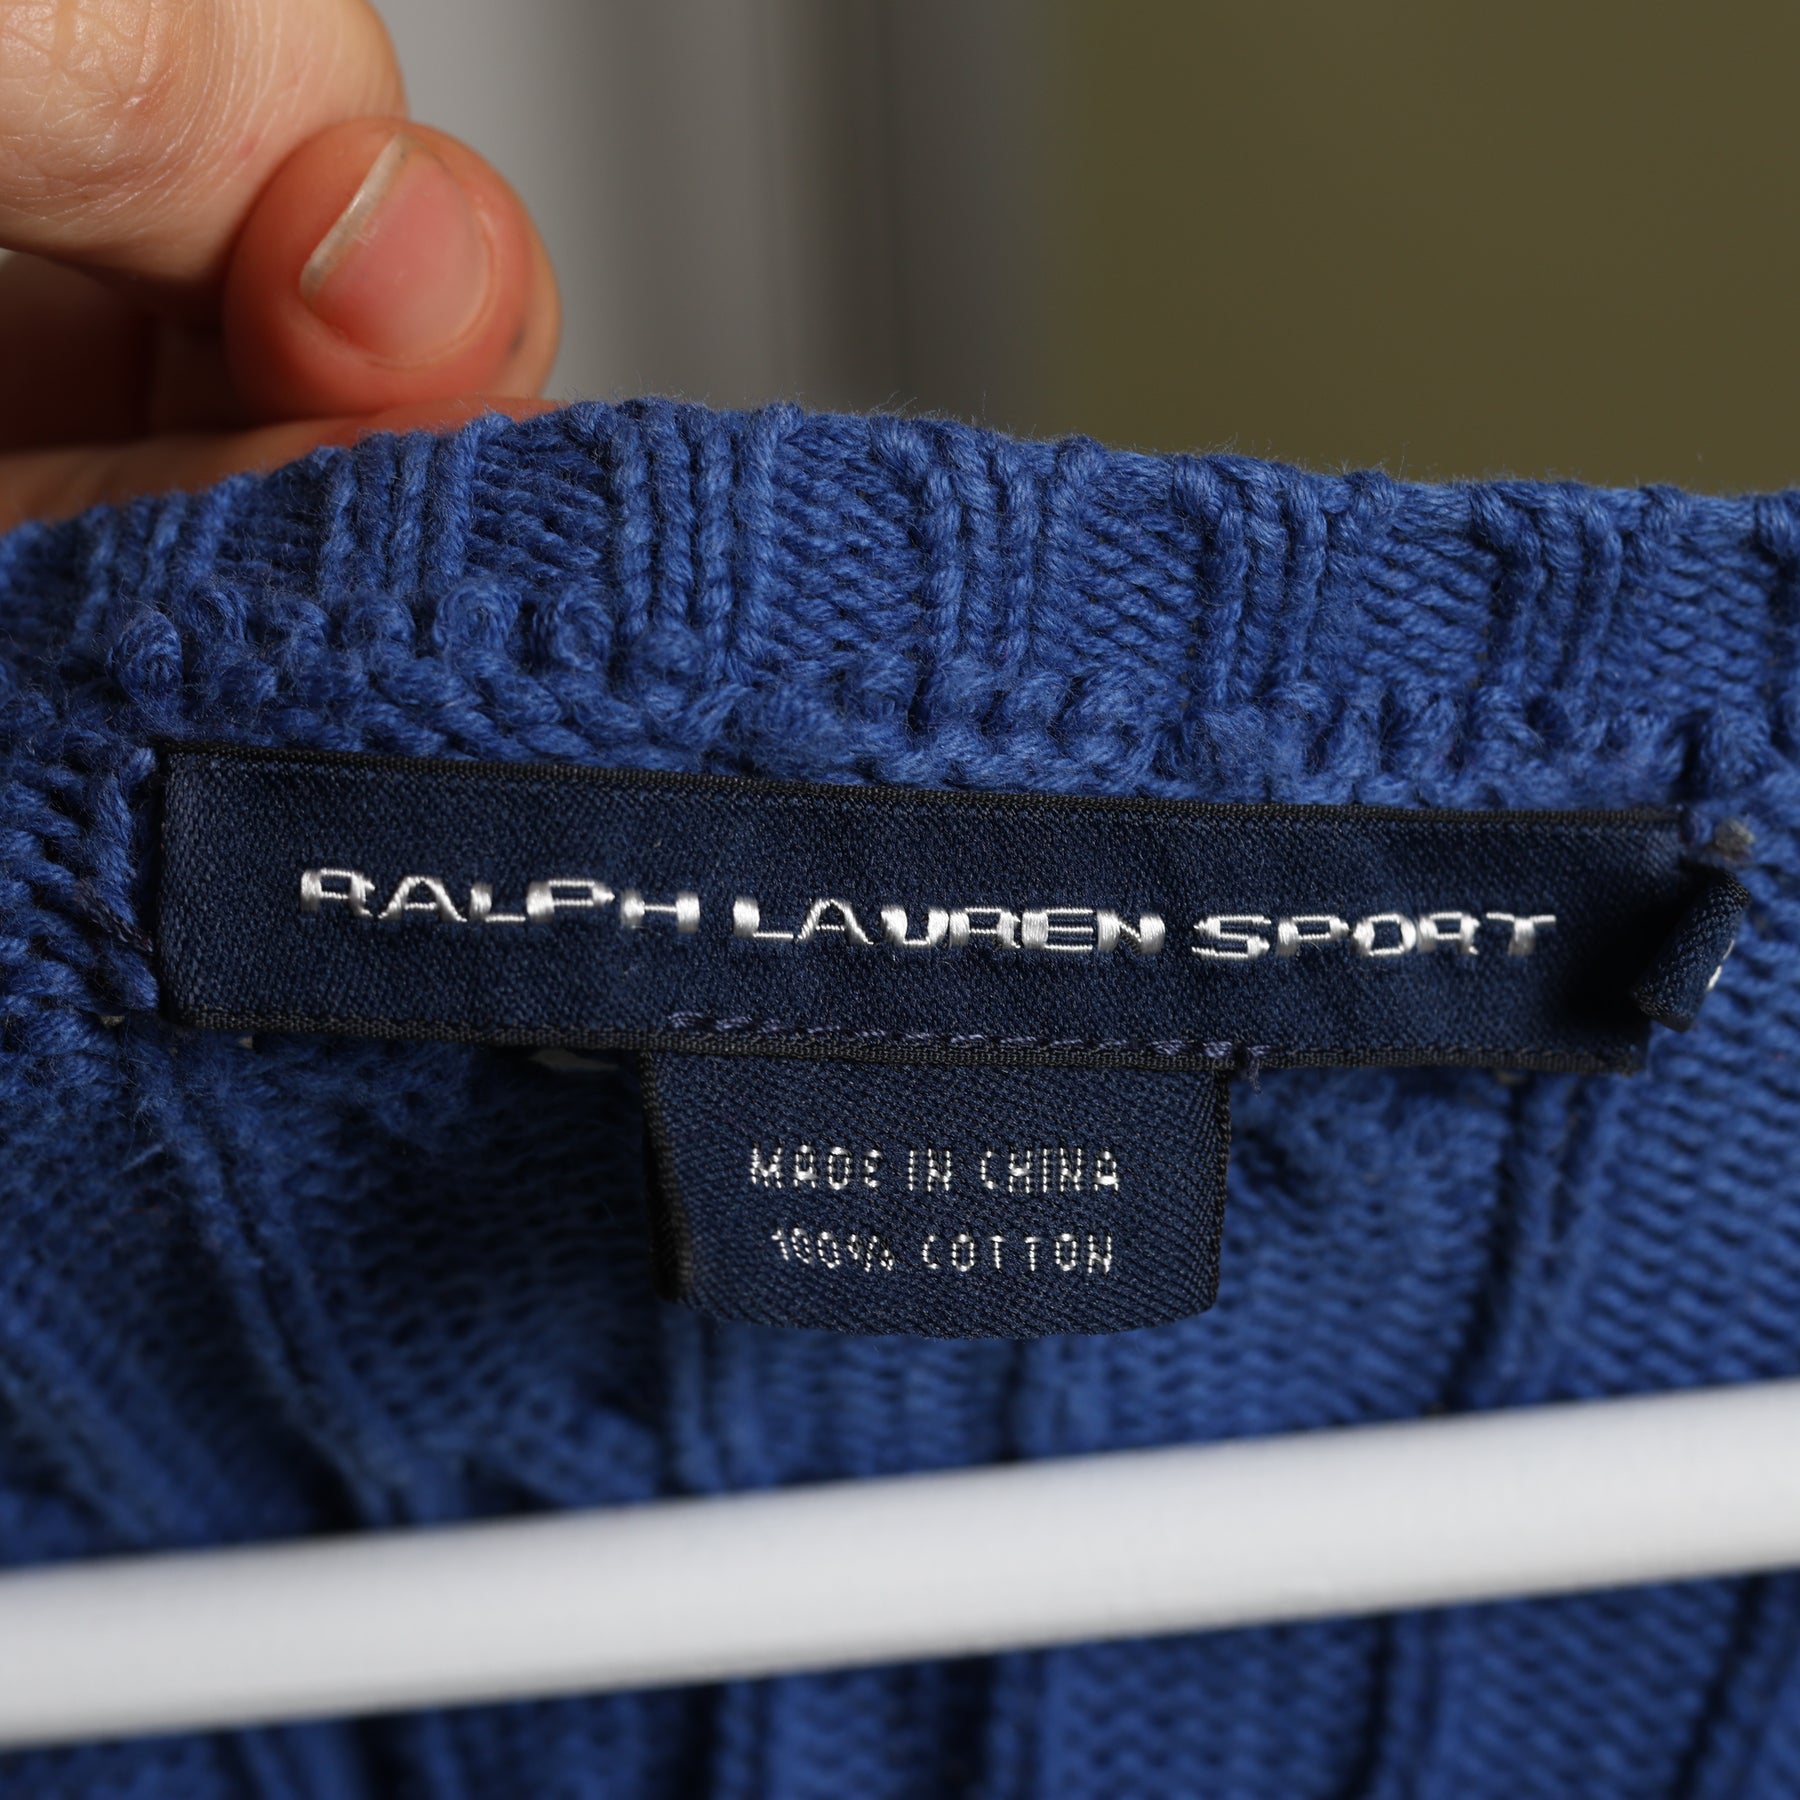 RALPH LAUREN SPORT
MADE IN CHINA
100% COTTON